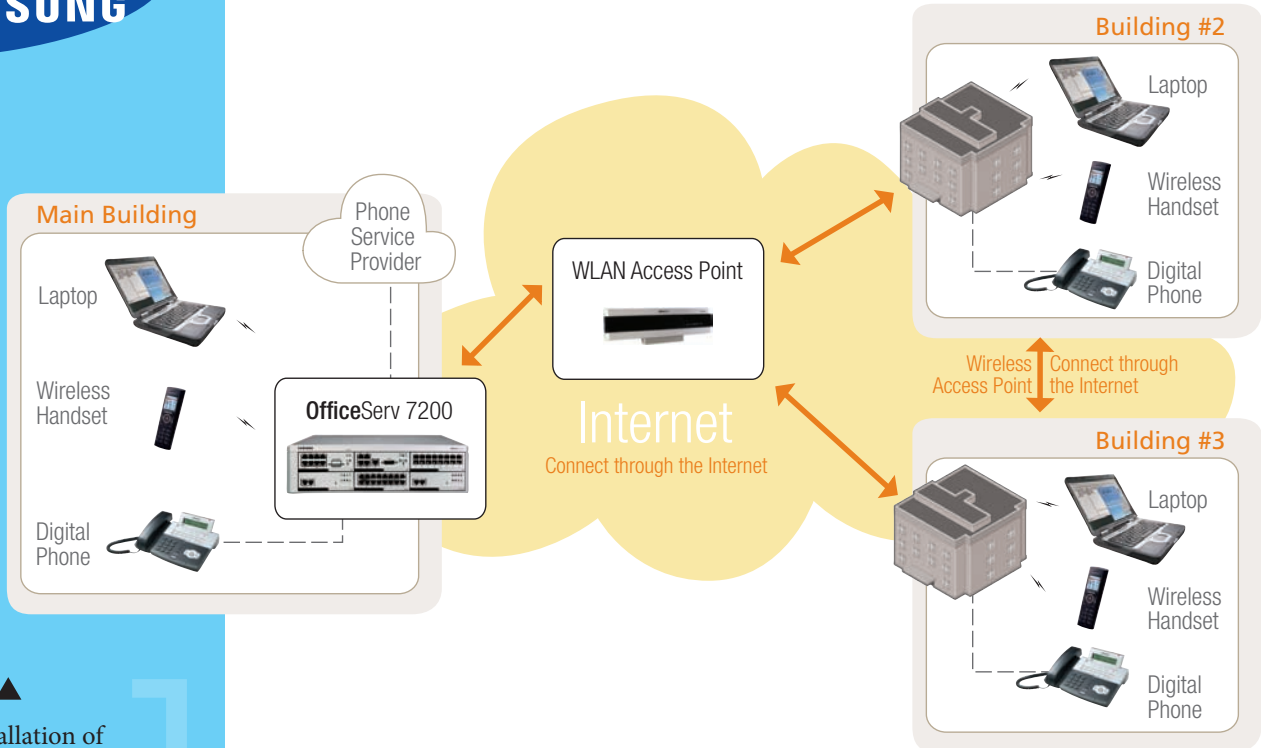 Building #2
Laptop
Wireless
Handset
Digital
Phone
Main Building
Phone
Service
Provider
Laptop
Wireless
Handset
OfficeServ 7200
Digital
Phone
WLAN Access Point
Internet
Connect through the Internet
Wireless
Access Point
Connect through
the Internet
Building #3
Laptop
Wireless
Handset
Digital
Phone
allation of